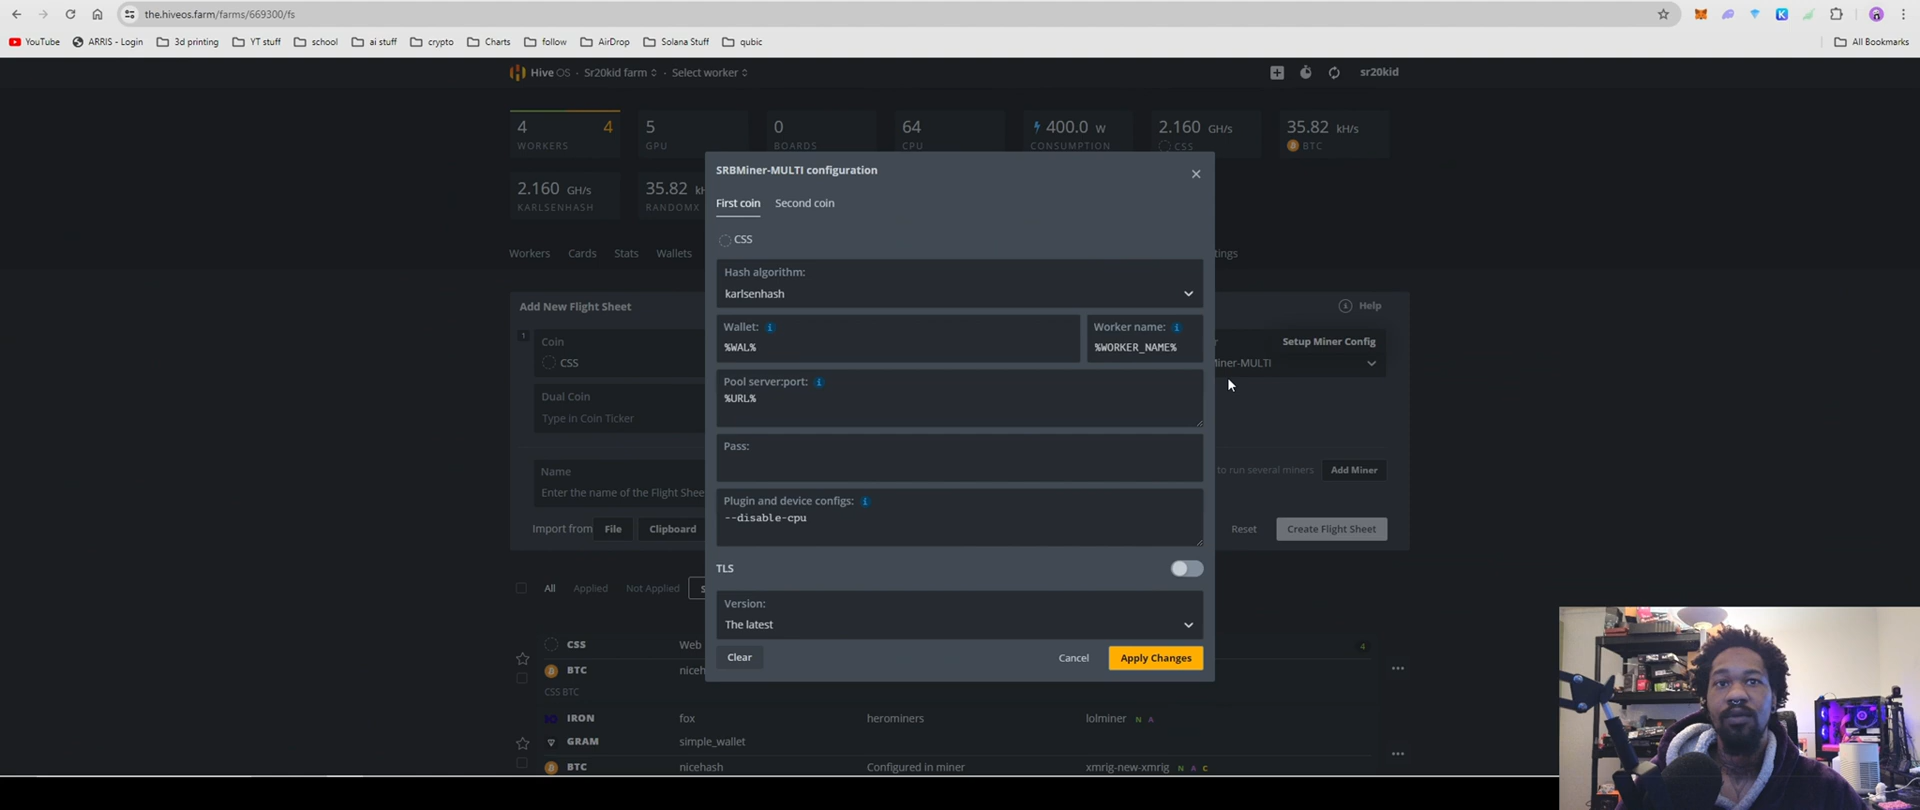 the.hiveos.farm/farms/669300/fs
YouTube ARRIS - Login 3d printing YT stuff school ai stuff crypto Charts follow AirDrop Solana Stuff qubic All Bookmarks
Hive OS · Sr20kid farm · Select worker sr20kid
4 4 5 0 64 400.0 W 2.160 GH/s 35.82 kH/s
WORKERS GPU BOARDS CPU CONSUMPTION CSS BTC
2.160 GH/s 35.82
KARLSENHASH
SRBMiner-MULTI configuration
First coin Second coin
CSS
Hash algorithm:
karlsenhash
Wallet: Worker name:
%WAL% %WORKER_NAME%
Pool server:port:
%URL%
Pass:
Plugin and device configs:
--disable-cpu
TLS
Version:
The latest
Clear Cancel Apply Changes
Workers Cards Stats Wallets
Add New Flight Sheet Help
1 Coin Setup Miner Config
CSS iner-MULTI
Dual Coin
Type in Coin Ticker
Name to run several miners Add Miner
Enter the name of the Flight Shee
Import from File Clipboard Reset Create Flight Sheet
All Applied Not Applied
CSS Web 4
BTC niceh
CSS BTC
IRON fox herominers lolminer N A
GRAM simple_wallet
BTC nicehash Configured in miner xmrig-new-xmrig N A C